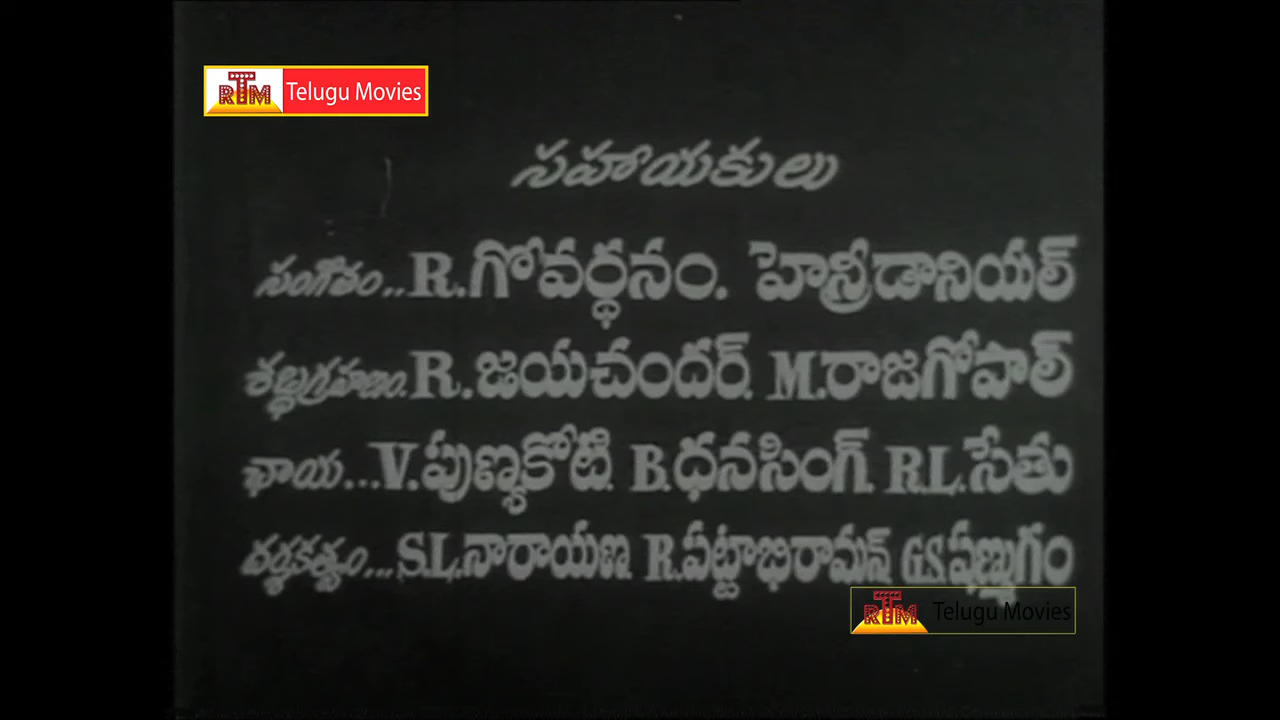 RTM Telugu Movies
సహాయకులు
సంగీతం.. R.గోవర్ధనం. హెన్రీడానియల్
శబ్దగ్రహణం. R.జయచందర్. M.రాజగోపాల్
ఛాయ... V.పుణ్యకోటి. B.ధనసింగ్. R.L.సేతు
దర్శకత్వం... S.L.నారాయణ. R.పట్టాభిరామన్ G.S.షణ్ముగం
RTM Telugu Movies